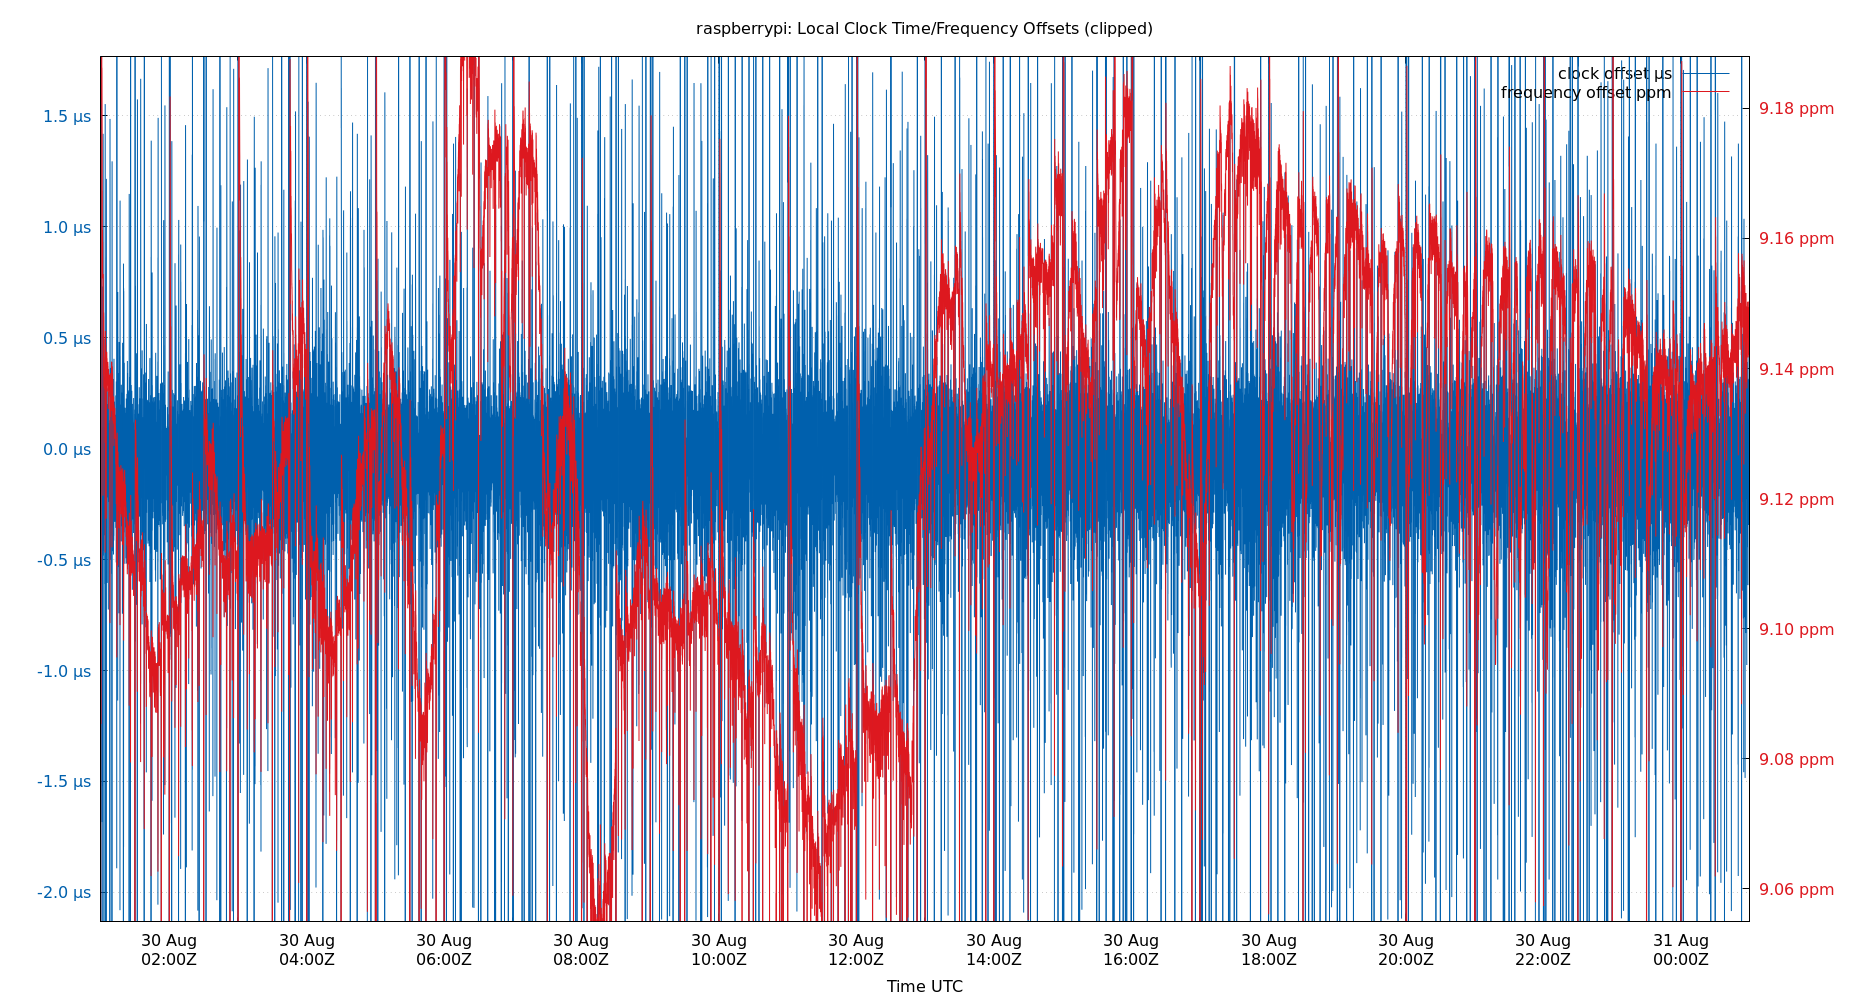 raspberrypi: Local Clock Time/Frequency Offsets (clipped)
clock offset µs
frequency offset ppm
1.5 µs
1.0 µs
0.5 µs
0.0 µs
-0.5 µs
-1.0 µs
-1.5 µs
-2.0 µs
9.18 ppm
9.16 ppm
9.14 ppm
9.12 ppm
9.10 ppm
9.08 ppm
9.06 ppm
30 Aug 30 Aug 30 Aug 30 Aug 30 Aug 30 Aug 30 Aug 30 Aug 30 Aug 30 Aug 30 Aug 31 Aug
02:00Z 04:00Z 06:00Z 08:00Z 10:00Z 12:00Z 14:00Z 16:00Z 18:00Z 20:00Z 22:00Z 00:00Z
Time UTC